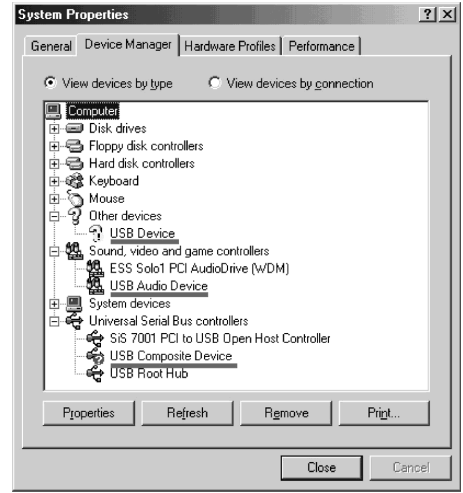 System Properties
General Device Manager Hardware Profiles Performance
View devices by type View devices by connection
Computer
Disk drives
Floppy disk controllers
Hard disk controllers
Keyboard
Mouse
Other devices
USB Device
Sound, video and game controllers
ESS Solo1 PCI AudioDrive (WDM)
USB Audio Device
System devices
Universal Serial Bus controllers
SiS 7001 PCI to USB Open Host Controller
USB Composite Device
USB Root Hub
Properties Refresh Remove Print...
Close Cancel